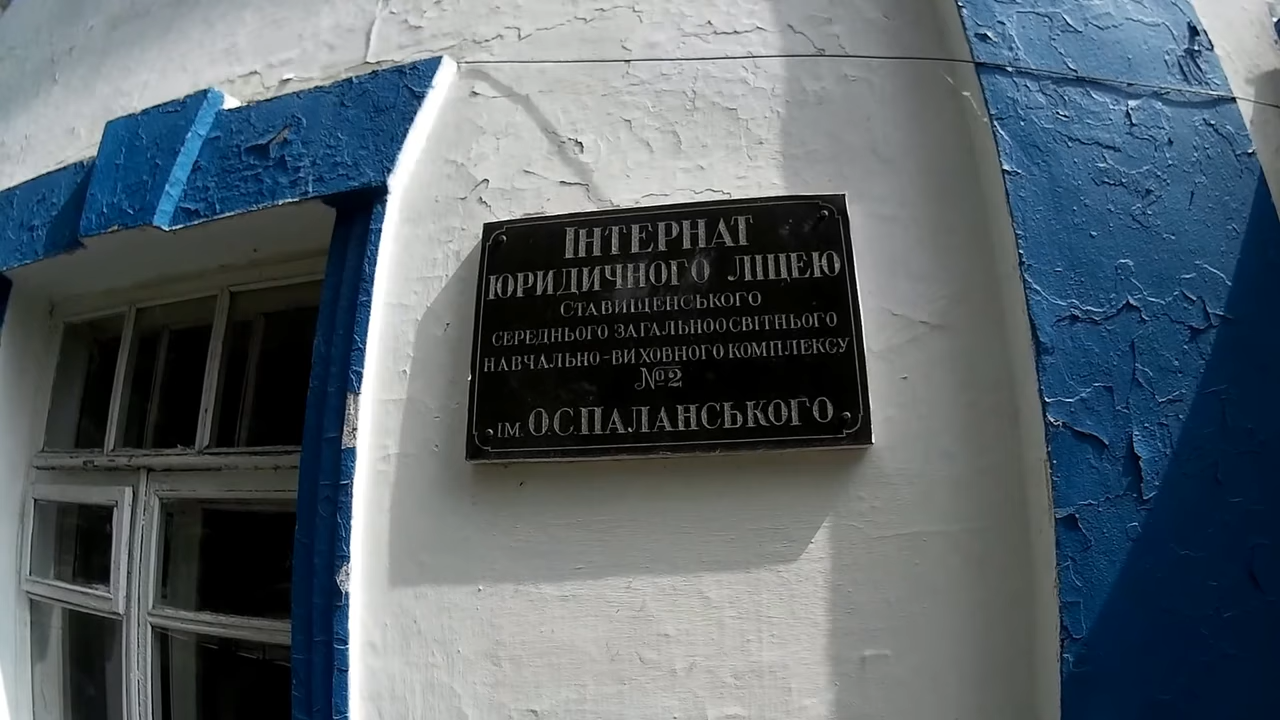 ІНТЕРНАТ
ЮРИДИЧНОГО ЛІЦЕЮ
СТАВИЩЕНСЬКОГО
СЕРЕДНЬОГО ЗАГАЛЬНООСВІТНЬОГО
НАВЧАЛЬНО-ВИХОВНОГО КОМПЛЕКСУ
№2
ІМ. О.С.ПАЛАНСЬКОГО